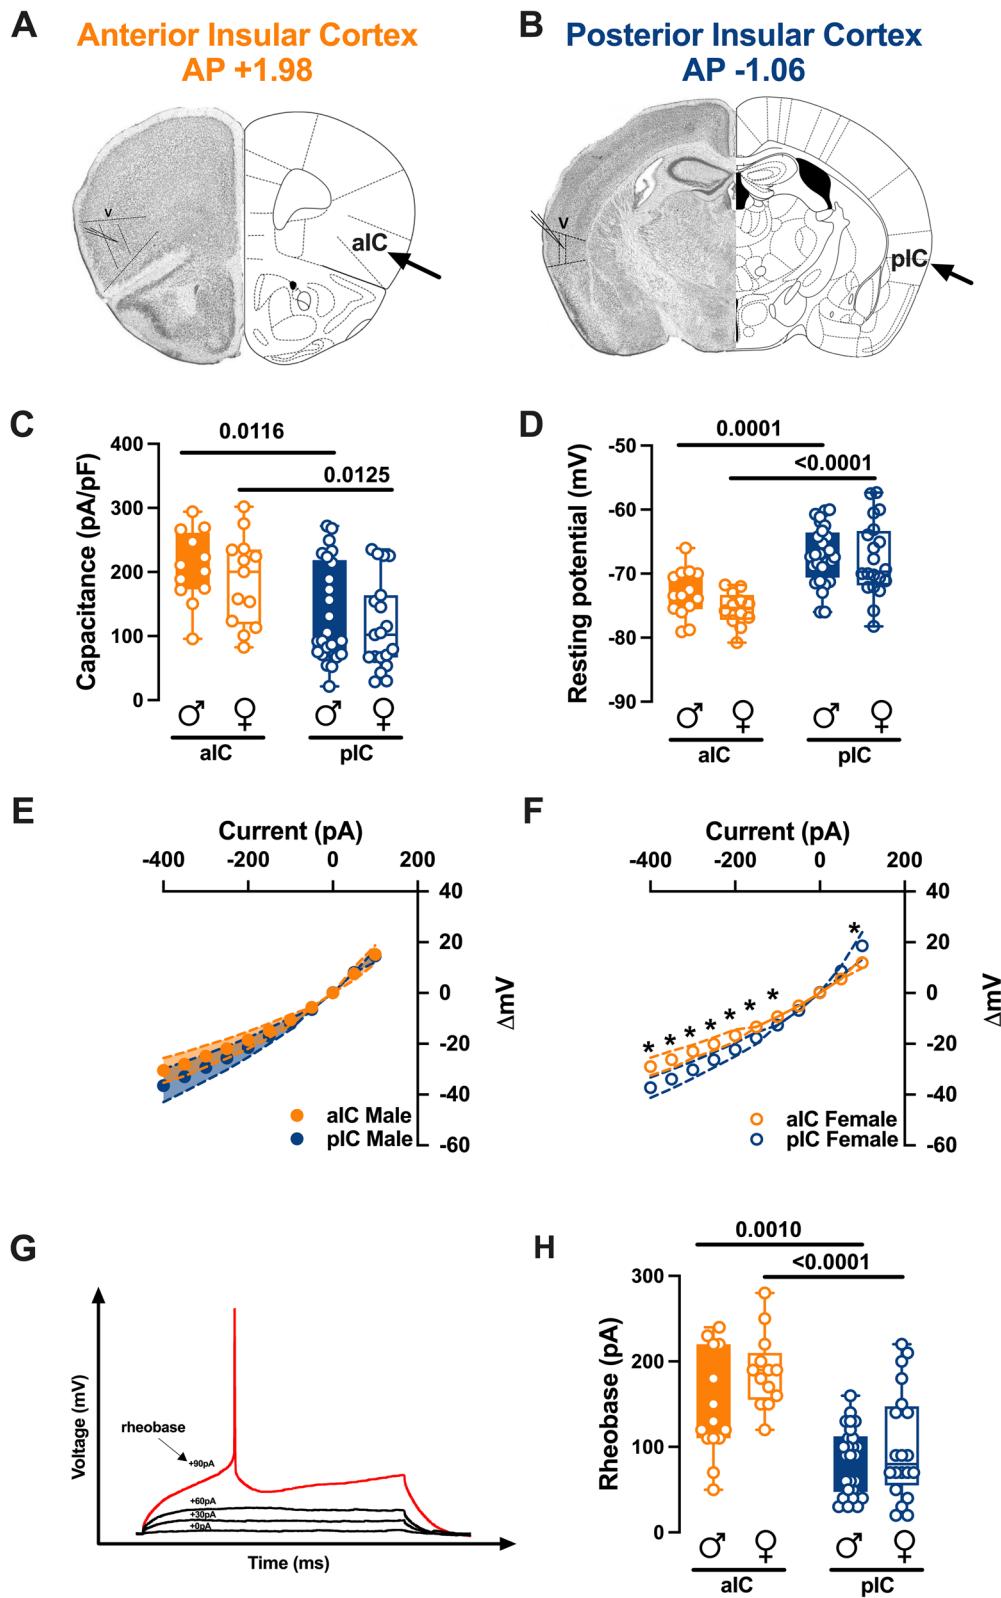 A
Anterior Insular Cortex
AP +1.98
V
aIC
B
Posterior Insular Cortex
AP -1.06
V
pIC
C
0.0116
0.0125
Capacitance (pA/pF)
400
300
200
100
0
♂ ♀ ♂ ♀
aIC pIC
D
0.0001
<0.0001
Resting potential (mV)
-50
-60
-70
-80
-90
♂ ♀ ♂ ♀
aIC pIC
E
Current (pA)
-400 -200 0 200
40
20
0
-20
-40
-60
ΔmV
aIC Male
pIC Male
F
Current (pA)
-400 -200 0 200
40
20
0
-20
-40
-60
ΔmV
* * * * * * * *
aIC Female
pIC Female
G
Voltage (mV)
rheobase
+90pA
+60pA
+30pA
+0pA
Time (ms)
H
0.0010
<0.0001
Rheobase (pA)
300
200
100
0
♂ ♀ ♂ ♀
aIC pIC